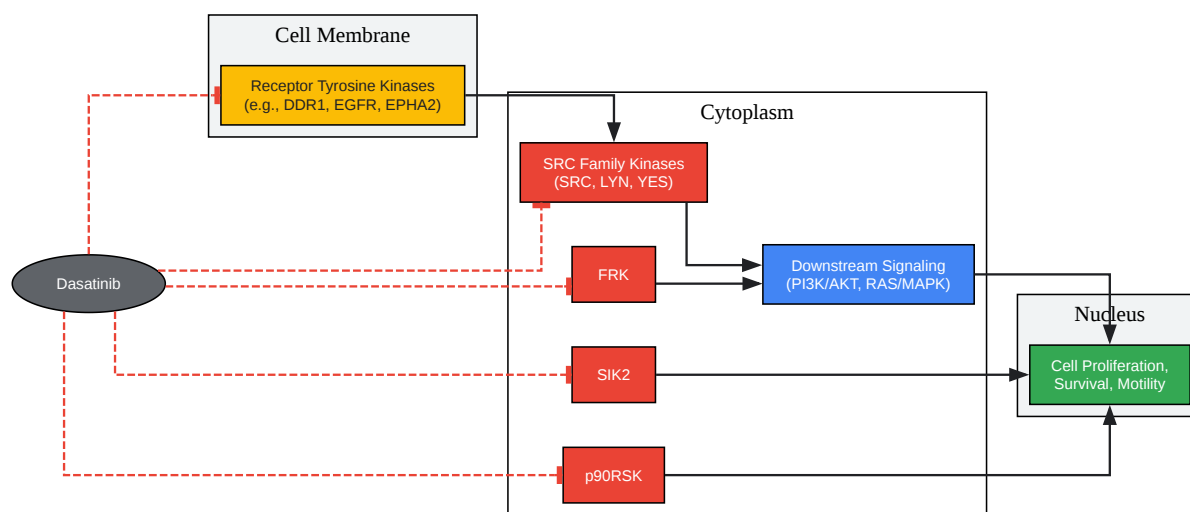 Cell Membrane
Receptor Tyrosine Kinases
(e.g., DDR1, EGFR, EPHA2)
Cytoplasm
SRC Family Kinases
(SRC, LYN, YES)
Dasatinib
FRK
Downstream Signaling
(PI3K/AKT, RAS/MAPK)
Nucleus
SIK2
Cell Proliferation,
Survival, Motility
p90RSK